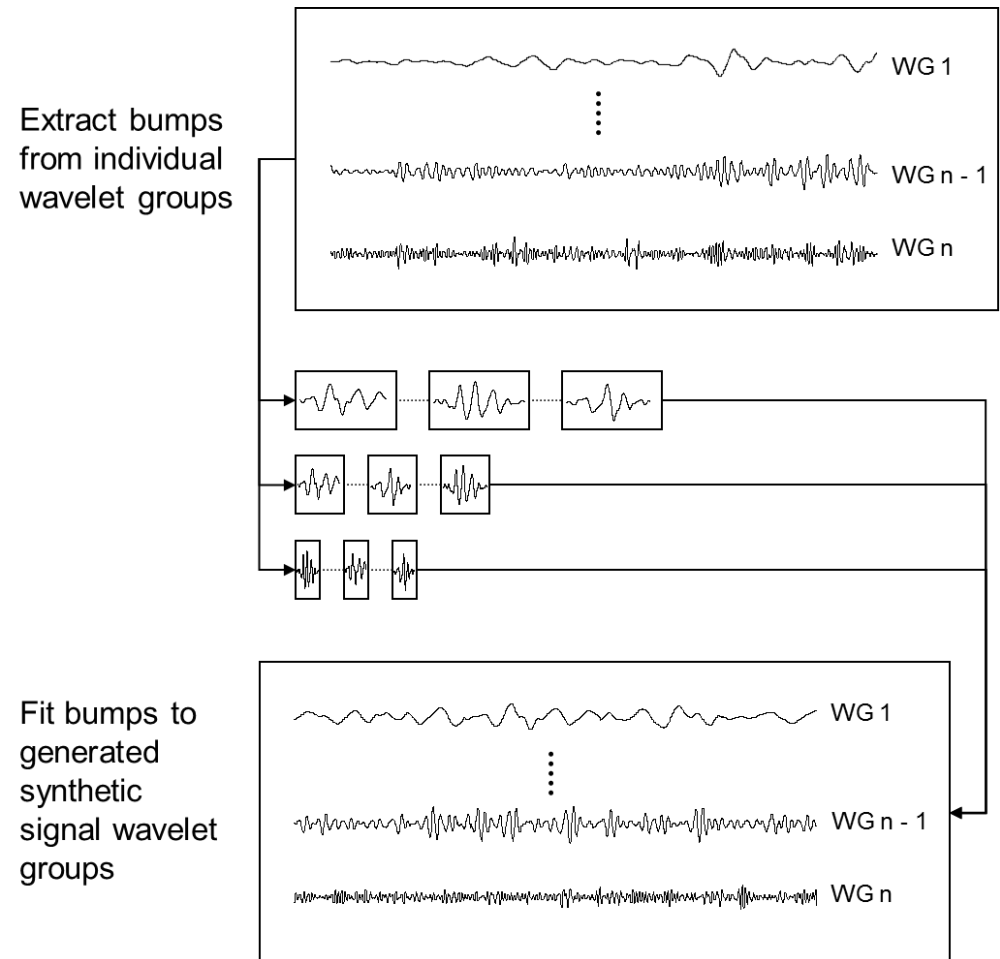 WG 1
Extract bumps
from individual
wavelet groups
WG n - 1
WG n
Fit bumps to
generated
synthetic
signal wavelet
groups
WG 1
WG n - 1
WG n